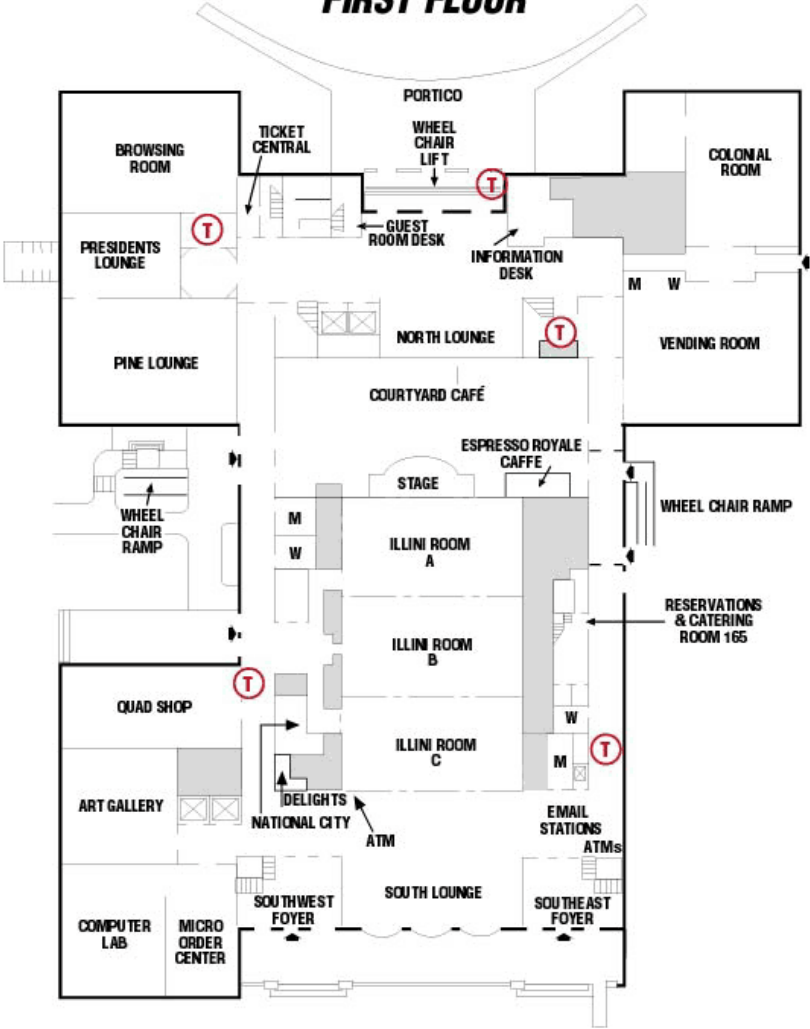 FIRST FLOOR
PORTICO
TICKET
CENTRAL
WHEEL
CHAIR
LIFT
BROWSING
ROOM
COLONIAL
ROOM
T
T
GUEST
ROOM DESK
PRESIDENTS
LOUNGE
INFORMATION
DESK
M W
T
NORTH LOUNGE
VENDING ROOM
PINE LOUNGE
COURTYARD CAFÉ
ESPRESSO ROYALE
CAFFE
STAGE
WHEEL
CHAIR
RAMP
WHEEL CHAIR RAMP
M
W
ILLINI ROOM
A
RESERVATIONS
& CATERING
ROOM 165
ILLINI ROOM
B
T
QUAD SHOP
W
ILLINI ROOM
C
T
M
ART GALLERY
DELIGHTS
NATIONAL CITY
ATM
EMAIL
STATIONS
ATMs
SOUTH LOUNGE
SOUTHWEST
FOYER
SOUTHEAST
FOYER
COMPUTER
LAB
MICRO
ORDER
CENTER